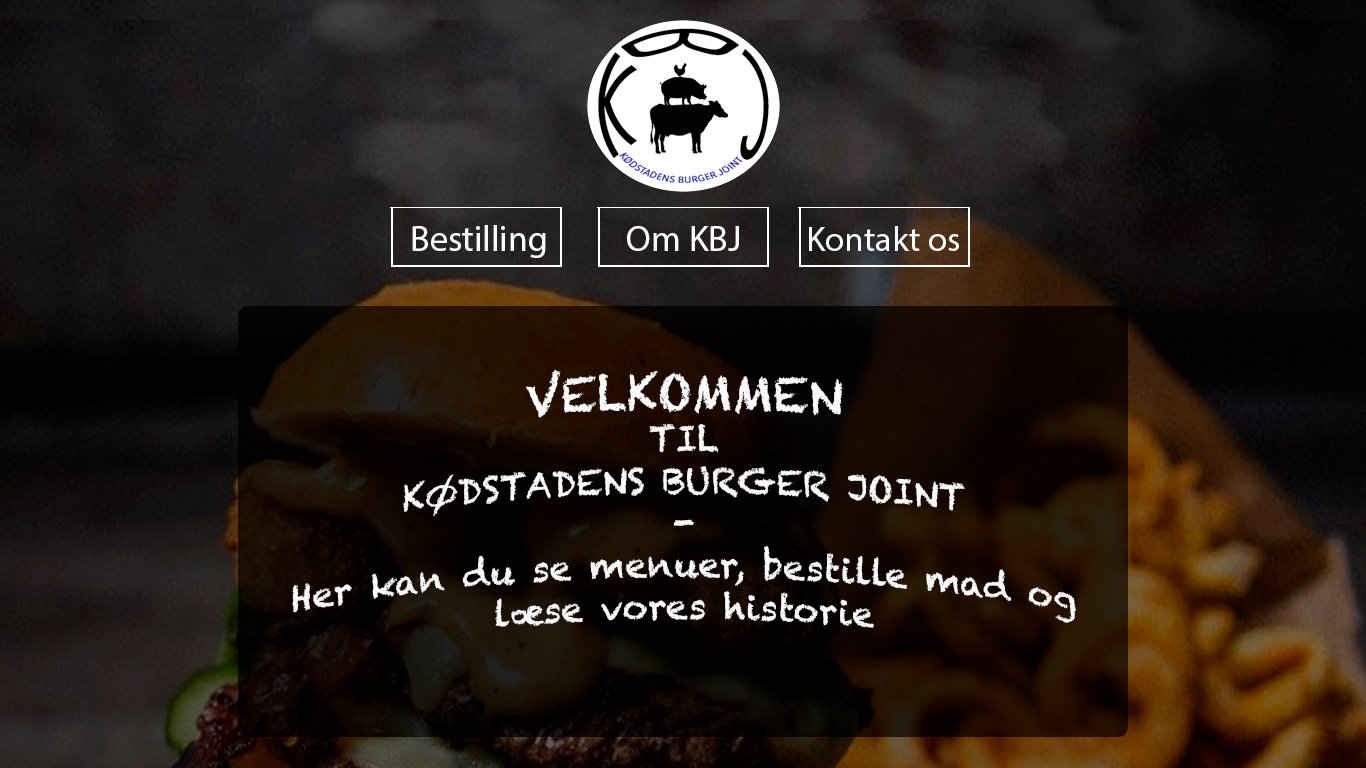 KBJ
KØDSTADENS BURGER JOINT
Bestilling
Om KBJ
Kontakt os
VELKOMMEN
TIL
KØDSTADENS BURGER JOINT
-
Her kan du se menuer, bestille mad og
læse vores historie